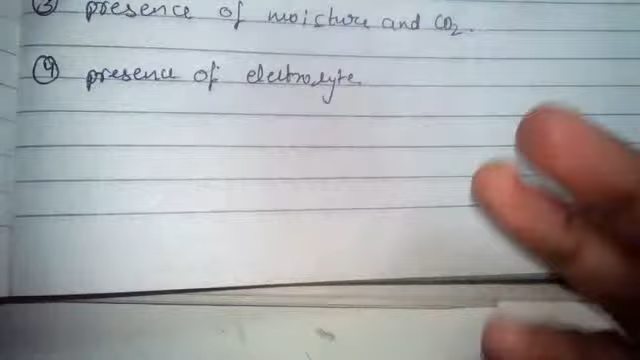 ③ presence of moisture and CO2.
④ presence of electrolyte.